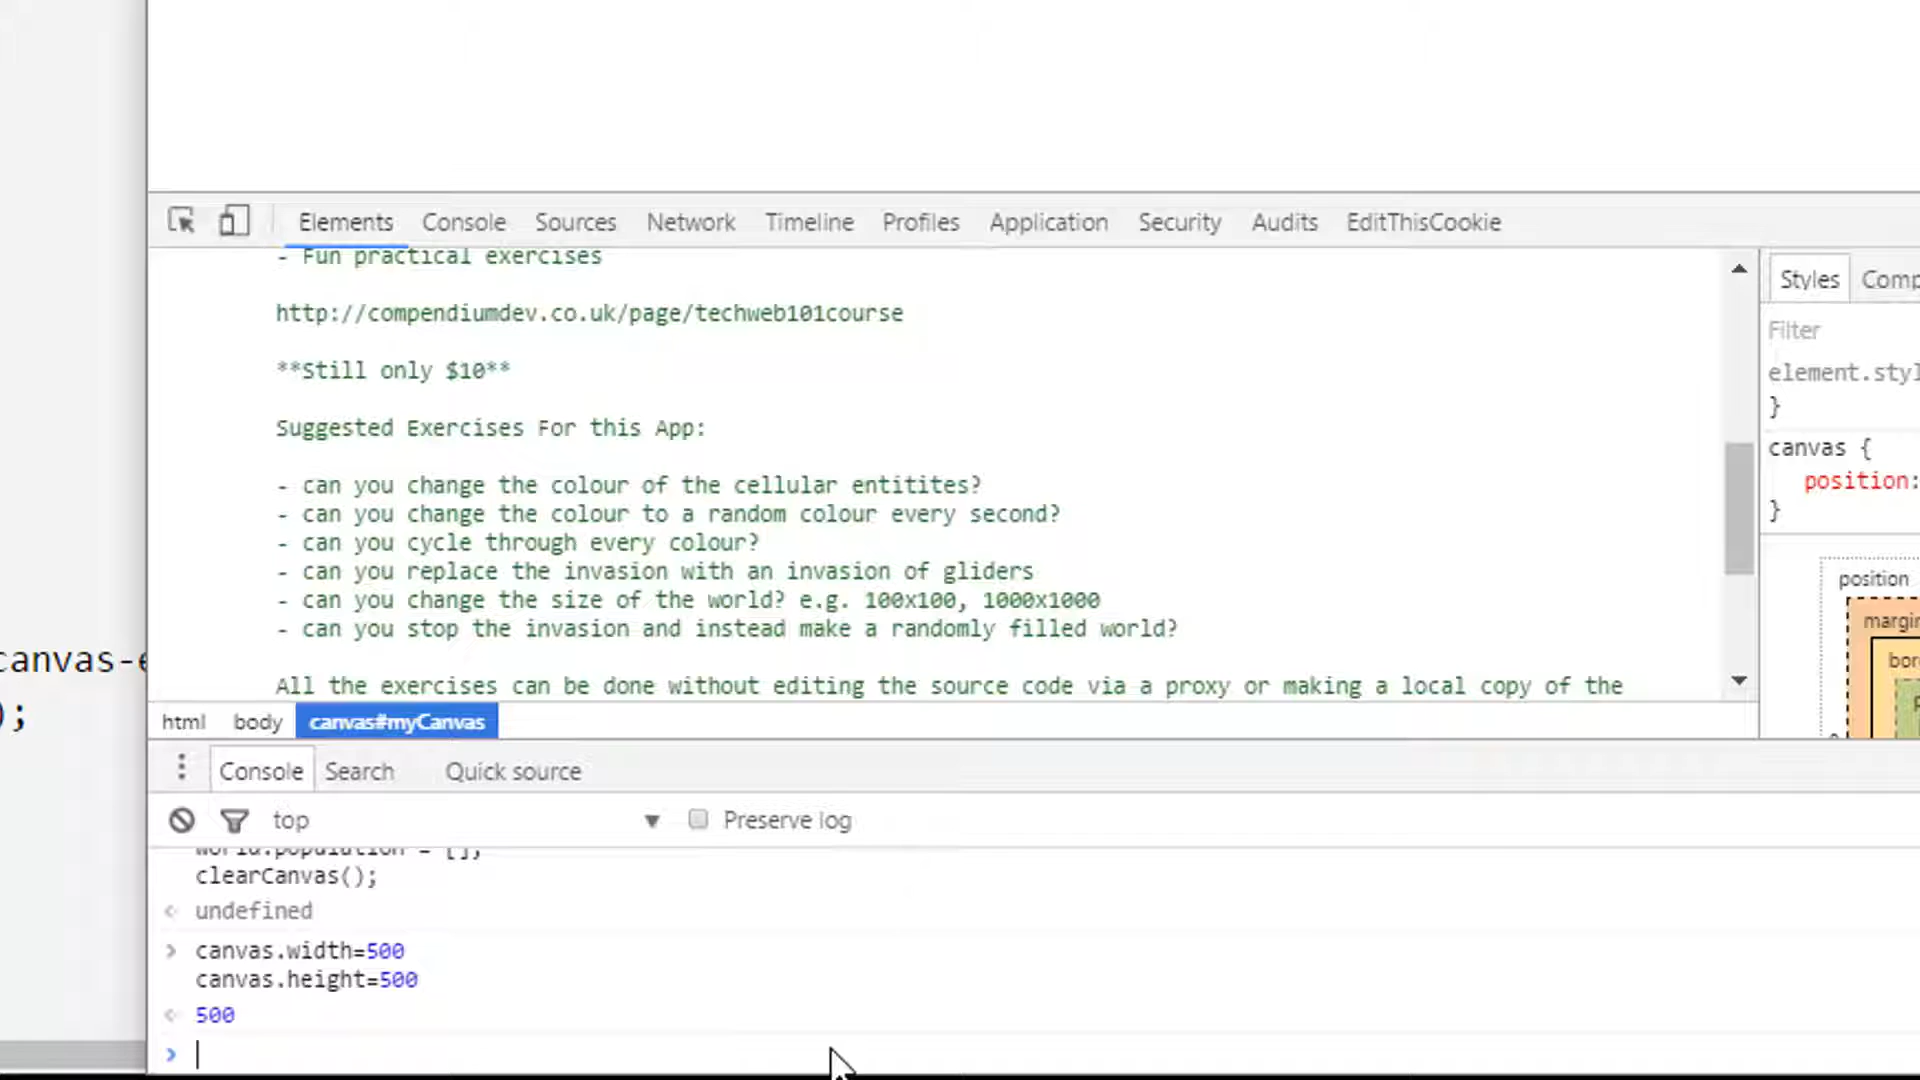 Elements Console Sources Network Timeline Profiles Application Security Audits EditThisCookie
- Fun practical exercises
http://compendiumdev.co.uk/page/techweb101course
**Still only $10**
Suggested Exercises For this App:
- can you change the colour of the cellular entitites?
- can you change the colour to a random colour every second?
- can you cycle through every colour?
- can you replace the invasion with an invasion of gliders
- can you change the size of the world? e.g. 100x100, 1000x1000
- can you stop the invasion and instead make a randomly filled world?
All the exercises can be done without editing the source code via a proxy or making a local copy of the
html body canvas#myCanvas
Styles Comp
Filter
element.styl
}
canvas {
position:
}
position
margin
bor
canvas-e
);
Console Search Quick source
top ▼ Preserve log
world.population = [];
clearCanvas();
undefined
canvas.width=500
canvas.height=500
500